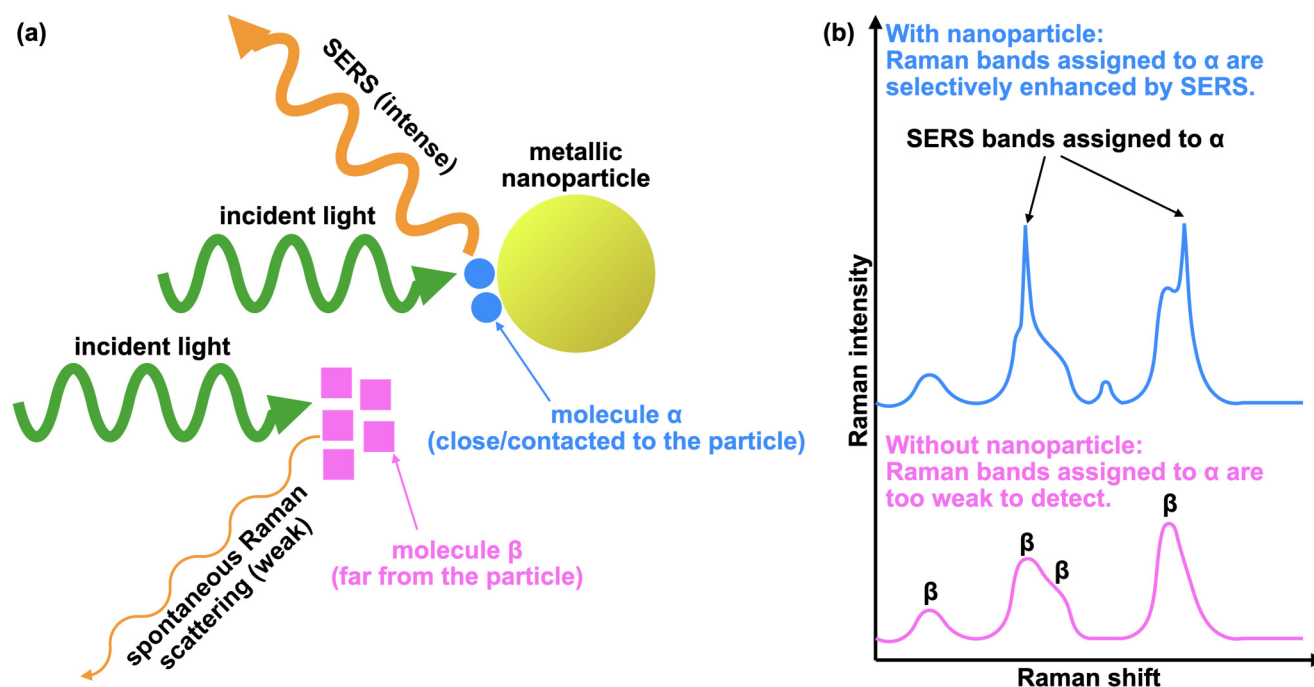 (a)
SERS (intense)
metallic
nanoparticle
incident light
incident light
molecule α
(close/contacted to the particle)
molecule β
(far from the particle)
spontaneous Raman
scattering (weak)
(b)
With nanoparticle:
Raman bands assigned to α are
selectively enhanced by SERS.
SERS bands assigned to α
Raman intensity
Without nanoparticle:
Raman bands assigned to α are
too weak to detect.
β
β
β
β
Raman shift